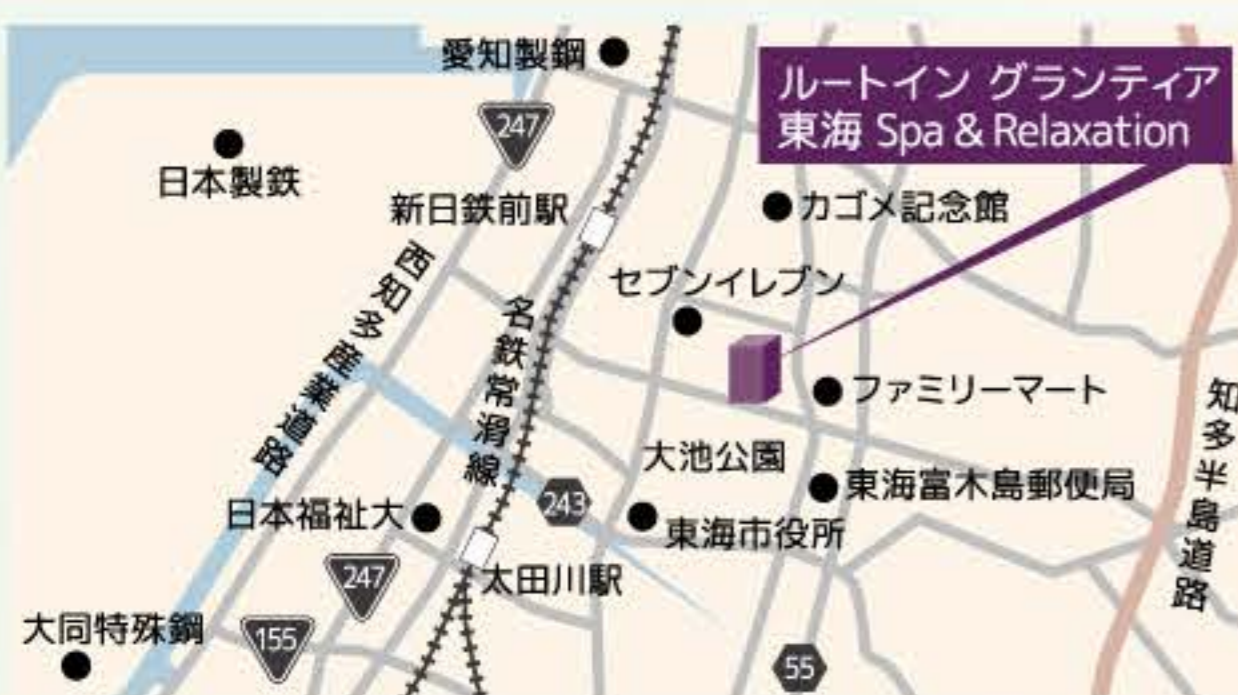 愛知製鋼
ルートイン グランティア
東海 Spa & Relaxation
247
日本製鉄
新日鉄前駅
カゴメ記念館
西知多産業道路
セブンイレブン
名鉄常滑線
ファミリーマート
知多半島道路
大池公園
東海富木島郵便局
243
日本福祉大
東海市役所
247
太田川駅
大同特殊鋼
155
55